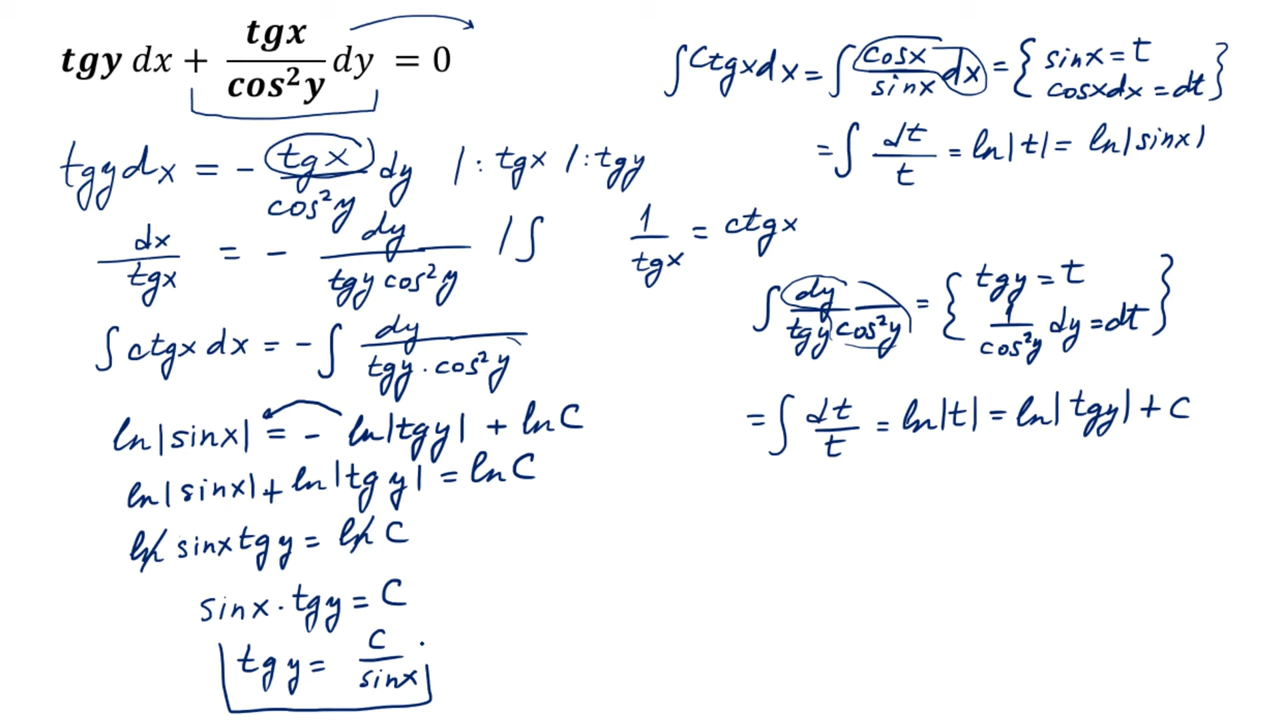 tgy dx + tgx/cos²y dy = 0
tgy dx = - tgx/cos²y dy /: tgx /: tgy
dx/tgx = - dy/(tgy cos²y) / ∫
∫ ctgx dx = - ∫ dy/(tgy · cos²y)
ln|sinx| = - ln|tgy| + lnC
ln|sinx| + ln|tgy| = lnC
ln sinx tgy = ln C
sinx · tgy = C
tgy = C/sinx
∫ ctgx dx = ∫ cosx/sinx dx = { sinx = t
cosxdx = dt }
= ∫ dt/t = ln|t| = ln|sinx|
1/tgx = ctgx
∫ dy/(tgy cos²y) = { tgy = t
1/cos²y dy = dt }
= ∫ dt/t = ln|t| = ln|tgy| + C